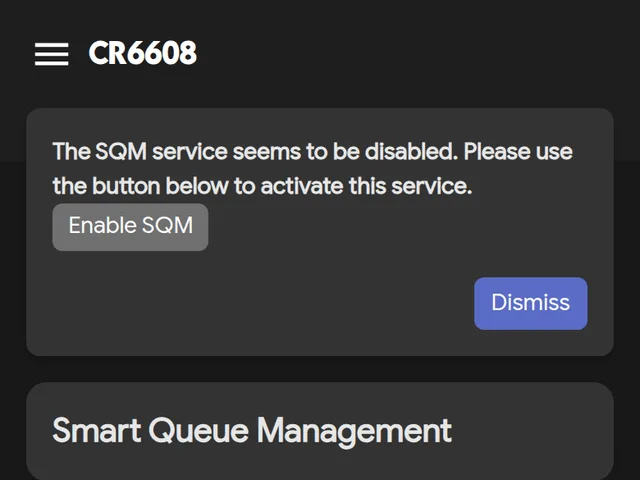 CR6608
The SQM service seems to be disabled. Please use
the button below to activate this service.
Enable SQM
Dismiss
Smart Queue Management